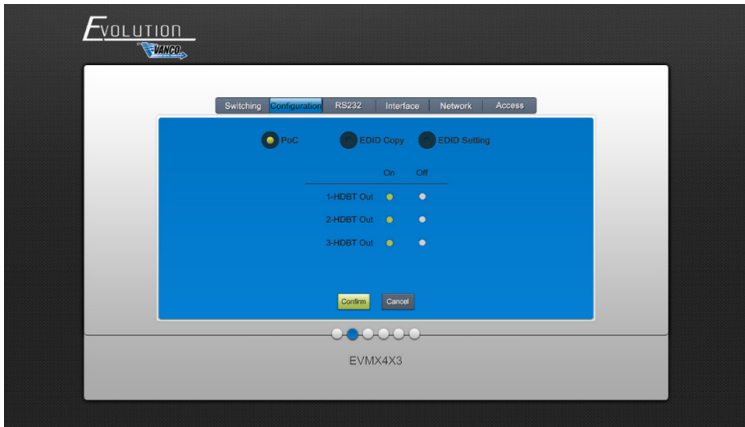 EVOLUTION
VANCO
Switching Configuration RS232 Interface Network Access
PoC EDID Copy EDID Setting
On Off
1-HDBT Out
2-HDBT Out
3-HDBT Out
Confirm Cancel
EVMX4X3